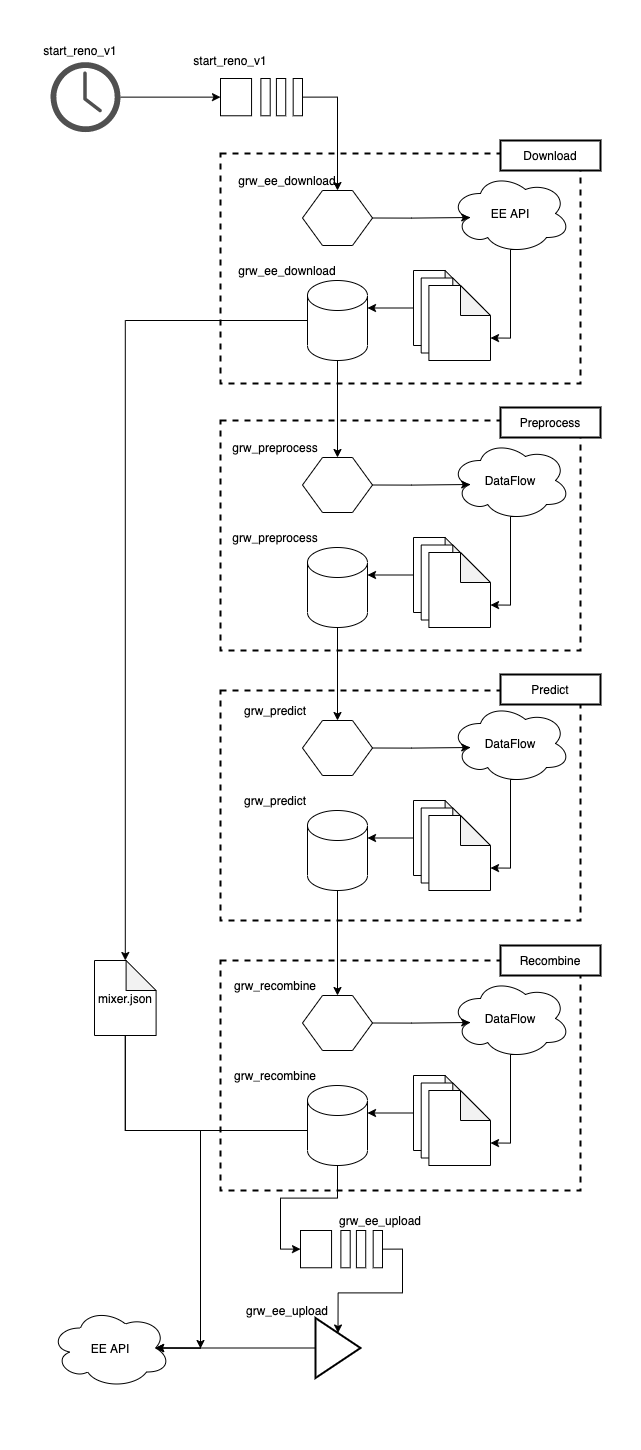 start_reno_v1
start_reno_v1
Download
grw_ee_download
EE API
grw_ee_download
Preprocess
grw_preprocess
DataFlow
grw_preprocess
Predict
grw_predict
DataFlow
grw_predict
Recombine
grw_recombine
mixer.json
DataFlow
grw_recombine
grw_ee_upload
grw_ee_upload
EE API